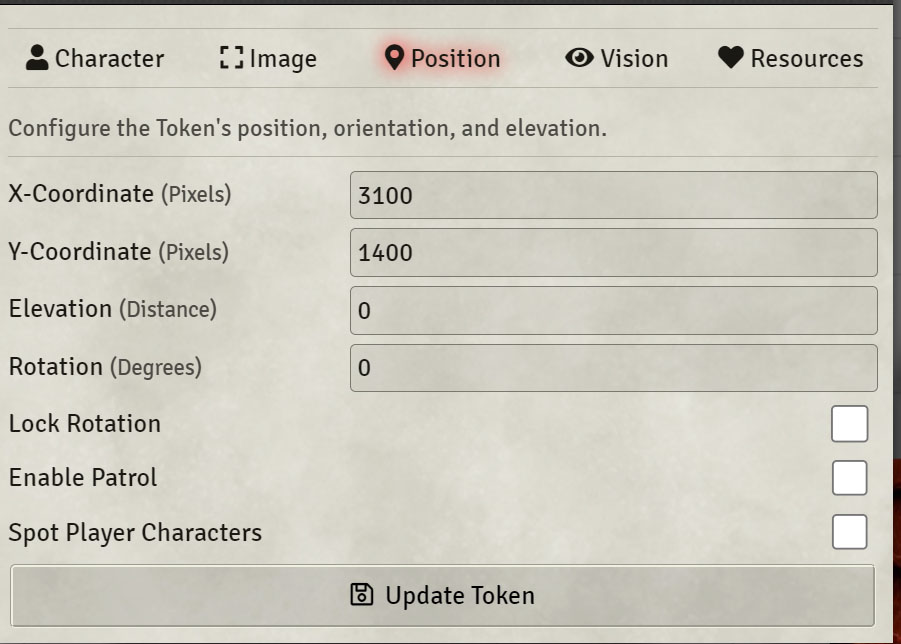 Character Image Position Vision Resources
Configure the Token's position, orientation, and elevation.
X-Coordinate (Pixels) 3100
Y-Coordinate (Pixels) 1400
Elevation (Distance) 0
Rotation (Degrees) 0
Lock Rotation
Enable Patrol
Spot Player Characters
Update Token